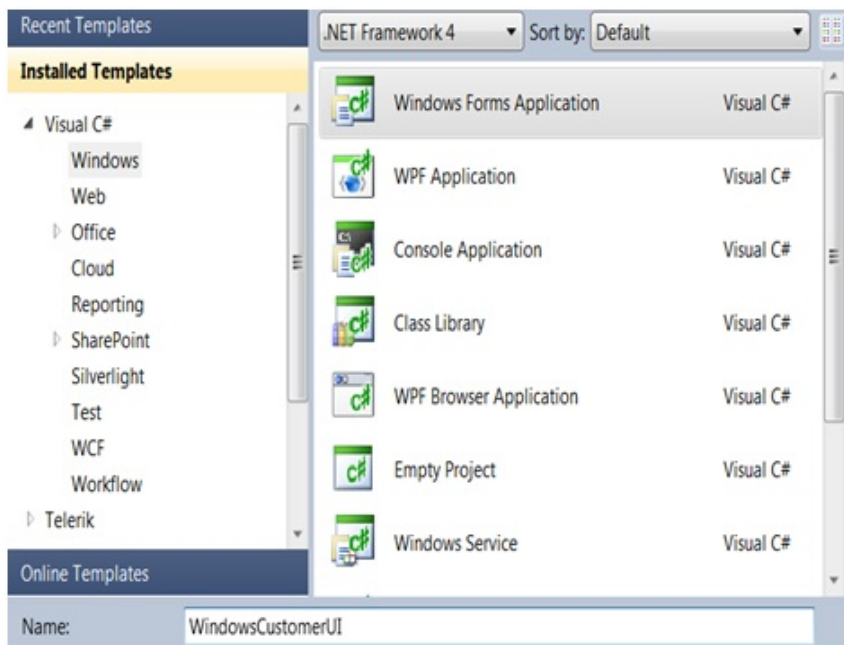 Recent Templates
Installed Templates
Visual C#
Windows
Web
Office
Cloud
Reporting
SharePoint
Silverlight
Test
WCF
Workflow
Telerik
Online Templates
.NET Framework 4 Sort by: Default
Windows Forms Application Visual C#
WPF Application Visual C#
Console Application Visual C#
Class Library Visual C#
WPF Browser Application Visual C#
Empty Project Visual C#
Windows Service Visual C#
Name: WindowsCustomerUI